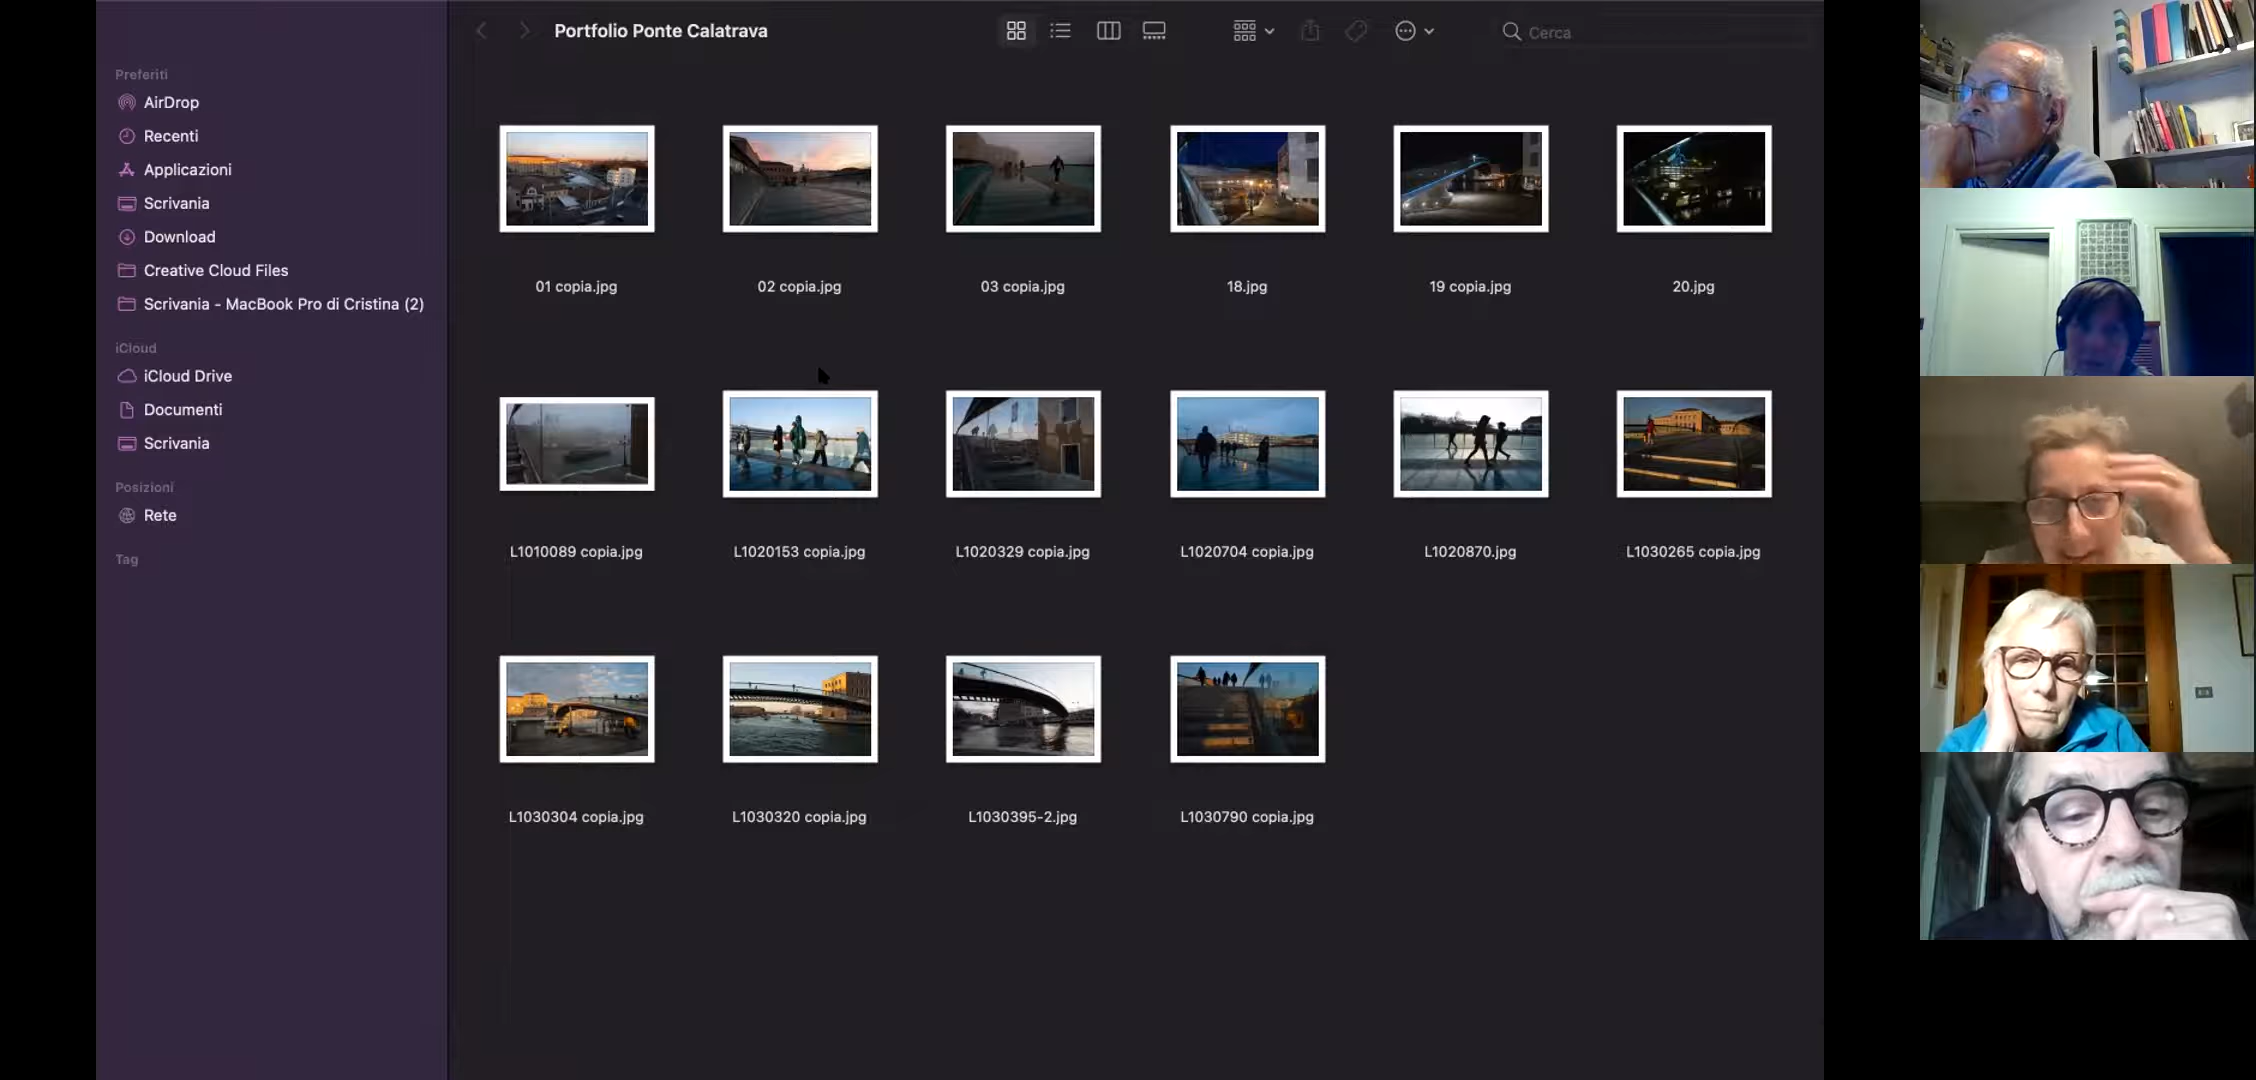 Portfolio Ponte Calatrava
Cerca
Preferiti
AirDrop
Recenti
Applicazioni
Scrivania
Download
Creative Cloud Files
Scrivania - MacBook Pro di Cristina (2)
iCloud
iCloud Drive
Documenti
Scrivania
Posizioni
Rete
Tag
01 copia.jpg
02 copia.jpg
03 copia.jpg
18.jpg
19 copia.jpg
20.jpg
L1010089 copia.jpg
L1020153 copia.jpg
L1020329 copia.jpg
L1020704 copia.jpg
L1020870.jpg
L1030265 copia.jpg
L1030304 copia.jpg
L1030320 copia.jpg
L1030395-2.jpg
L1030790 copia.jpg